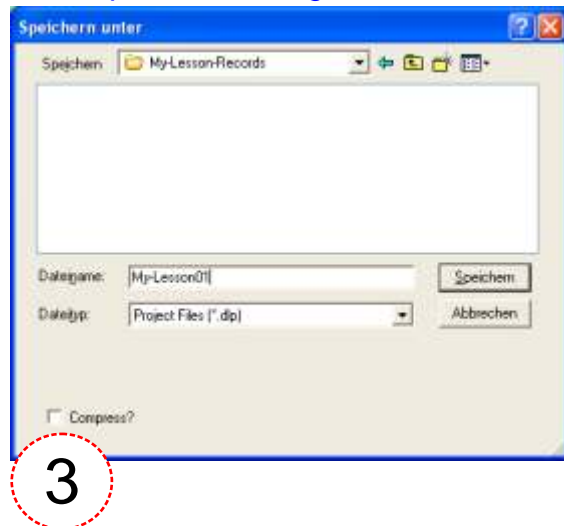 Speichern unter
Speichern
My-Lesson-Records
Dateiname:
My-Lesson01
Speichern
Dateityp:
Project Files (*.dlp)
Abbrechen
Compress?
3